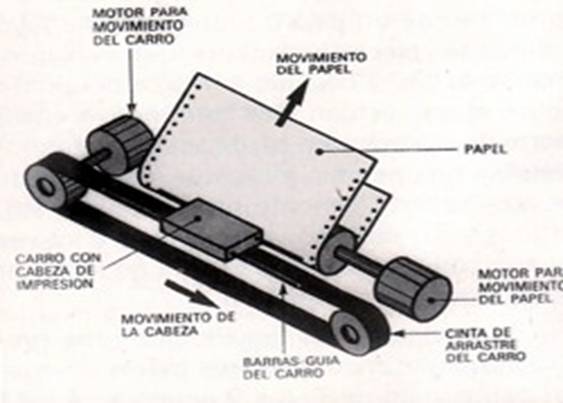 MOTOR PARA
MOVIMIENTO
DEL CARRO
MOVIMIENTO
DEL PAPEL
PAPEL
CARRO CON
CABEZA DE
IMPRESION
MOVIMIENTO DE
LA CABEZA
BARRAS-GUIA
DEL CARRO
MOTOR PAR
MOVIMIENTO
DEL PAPEL
CINTA DE
ARRASTRE
DEL CARRO